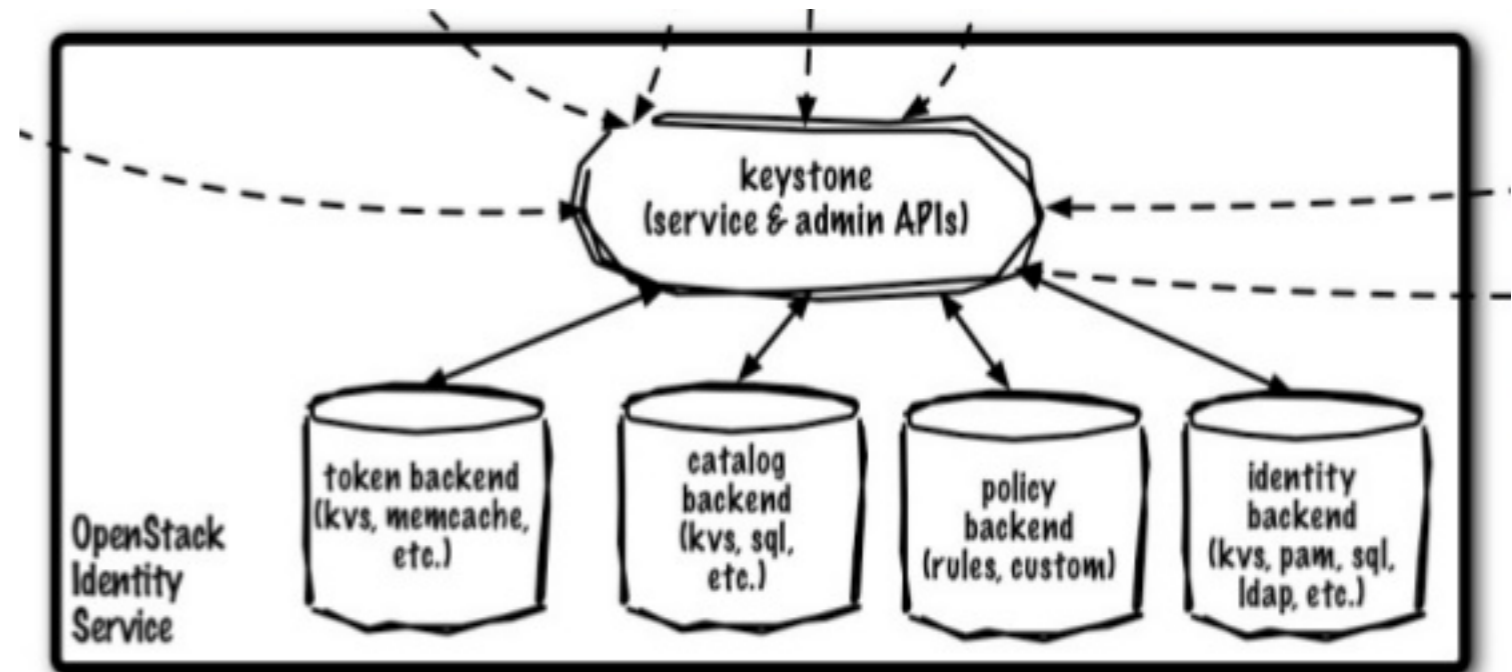 keystone
(service & admin APIs)
token backend
(kvs, memcache,
etc.)
catalog
backend
(kvs, sql,
etc.)
policy
backend
(rules, custom)
identity
backend
(kvs, pam, sql,
ldap, etc.)
OpenStack
Identity
Service